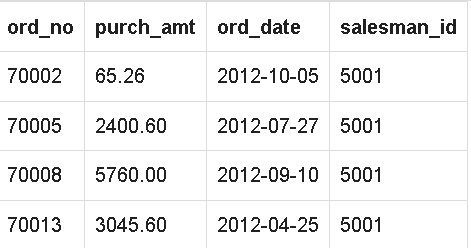 ord_no purch_amt ord_date salesman_id
70002 65.26 2012-10-05 5001
70005 2400.60 2012-07-27 5001
70008 5760.00 2012-09-10 5001
70013 3045.60 2012-04-25 5001